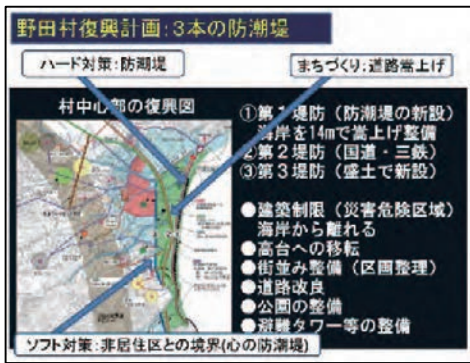 野田村復興計画：3本の防潮堤
ハード対策：防潮堤
まちづくり：道路嵩上げ
村中心部の復興図
①第1堤防（防潮堤の新設）
海岸を14mで嵩上げ整備
②第2堤防（国道・三鉄）
③第3堤防（盛土で新設）
●建築制限（災害危険区域）
海岸から離れる
●高台への移転
●街並み整備（区画整理）
●道路改良
●公園の整備
●避難タワー等の整備
ソフト対策：非居住区との境界(心の防潮堤)